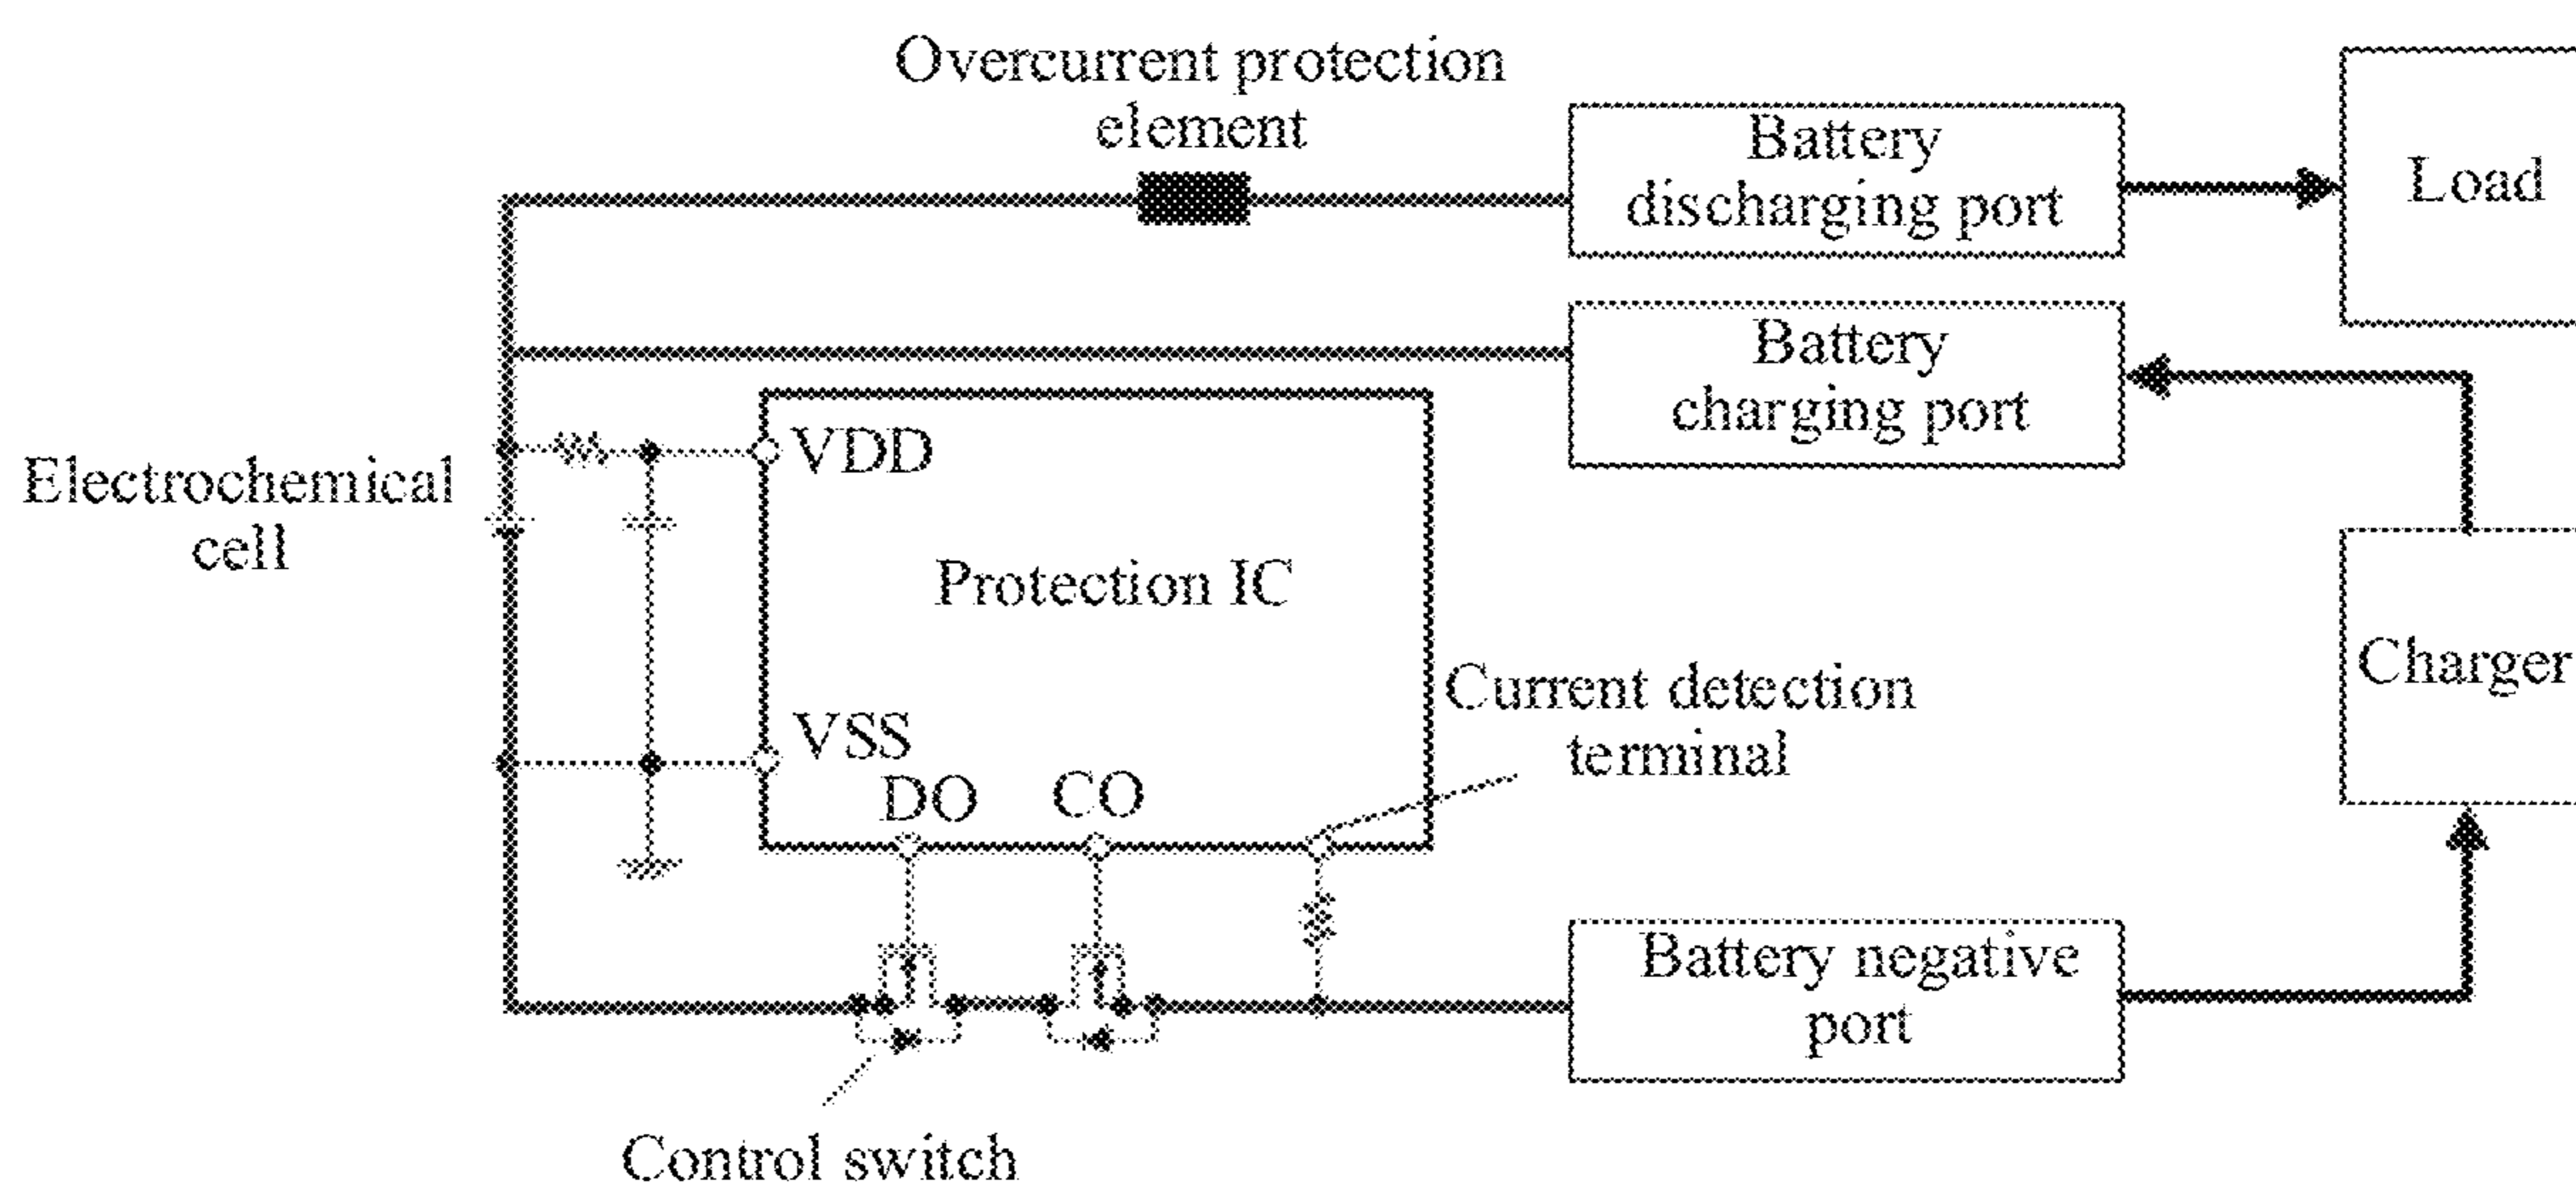 Overcurrent protection
element
Battery
discharging port
Load
Battery
charging port
Electrochemical
cell
VDD
Protection IC
Charger
Current detection
terminal
VSS
DO
CO
Battery negative
port
Control switch